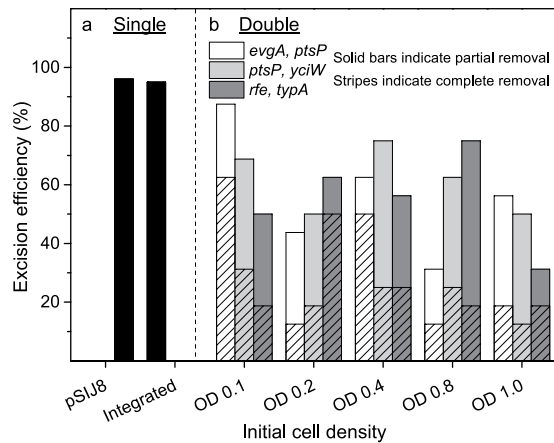 a Single
b Double
evgA, ptsP
ptsP, yciW
rfe, typA
Solid bars indicate partial removal
Stripes indicate complete removal
Excision efficiency (%)
100
80
60
40
20
pSIJ8
Integrated
OD 0.1
OD 0.2
OD 0.4
OD 0.8
OD 1.0
Initial cell density